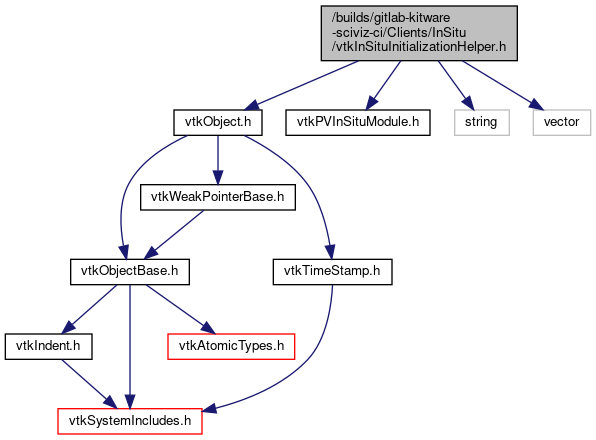 /builds/gitlab-kitware
-sciviz-ci/Clients/InSitu
/vtkInSituInitializationHelper.h
vtkObject.h
vtkPVInSituModule.h
string
vector
vtkWeakPointerBase.h
vtkObjectBase.h
vtkTimeStamp.h
vtkIndent.h
vtkAtomicTypes.h
vtkSystemIncludes.h